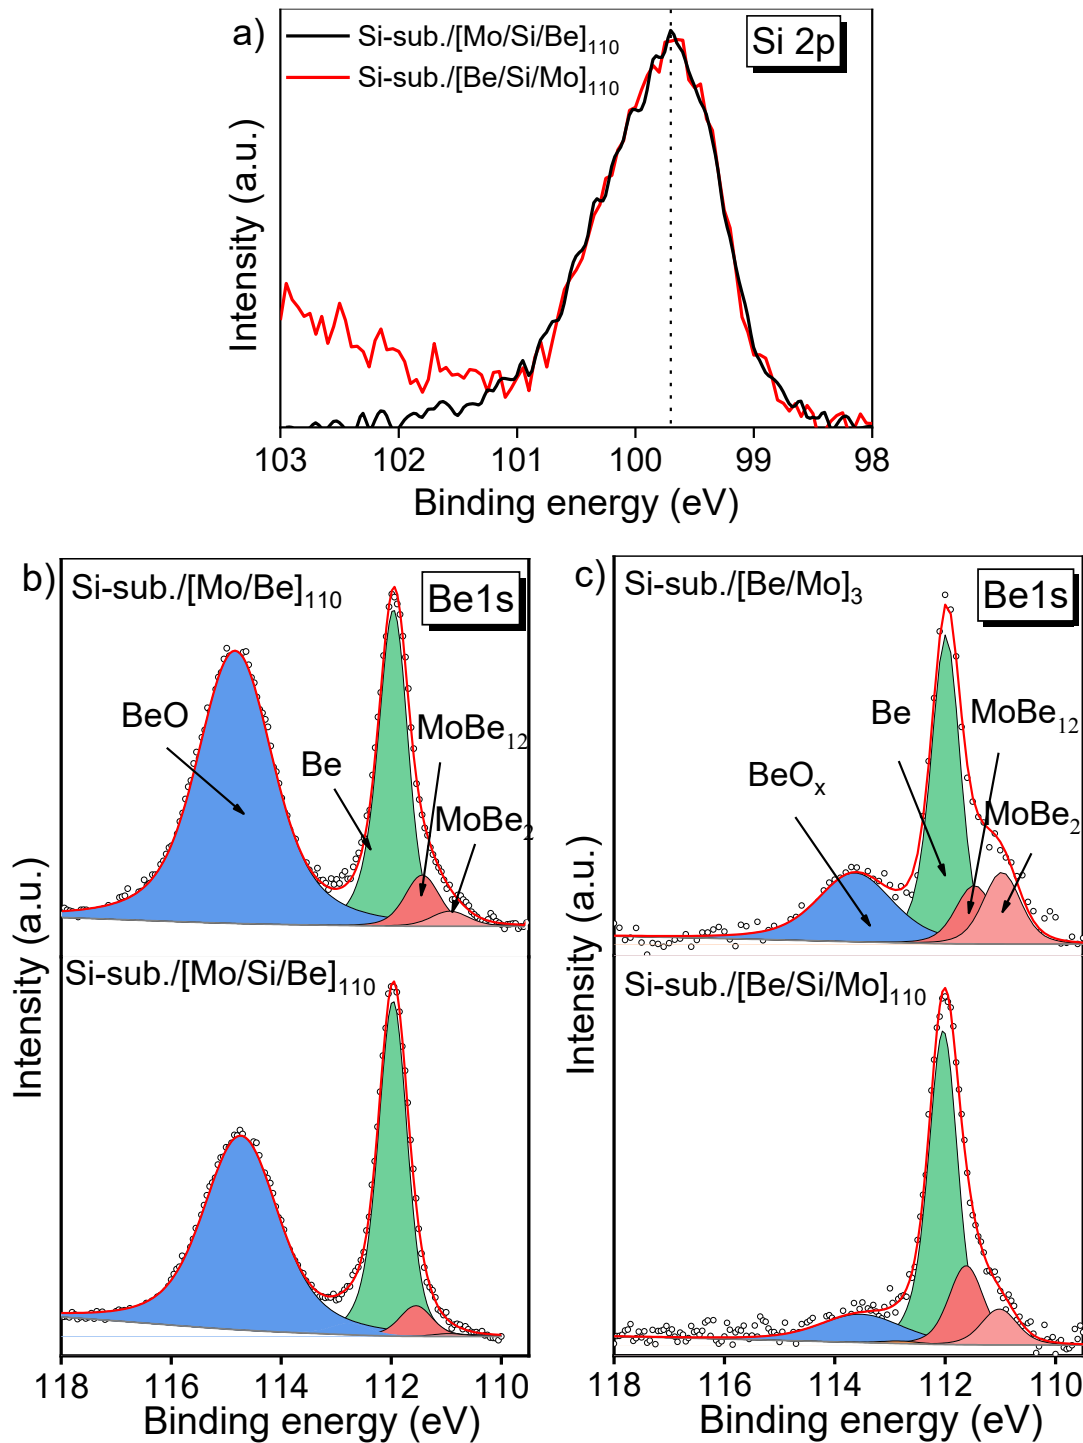 a)
Si-sub./[Mo/Si/Be]₁₁₀
Si-sub./[Be/Si/Mo]₁₁₀
Si 2p
Intensity (a.u.)
103 102 101 100 99 98
Binding energy (eV)
b)
Si-sub./[Mo/Be]₁₁₀
Be1s
BeO
Be
MoBe₁₂
MoBe₂
Si-sub./[Mo/Si/Be]₁₁₀
Intensity (a.u.)
118 116 114 112 110
Binding energy (eV)
c)
Si-sub./[Be/Mo]₃
Be1s
BeOₓ
Be
MoBe₁₂
MoBe₂
Si-sub./[Be/Si/Mo]₁₁₀
Intensity (a.u.)
118 116 114 112 110
Binding energy (eV)